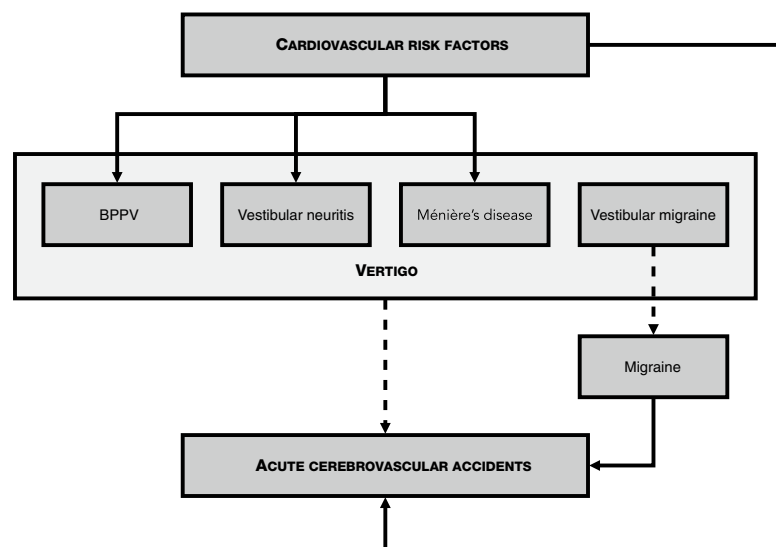 CARDIOVASCULAR RISK FACTORS
BPPV
Vestibular neuritis
Ménière's disease
Vestibular migraine
VERTIGO
Migraine
ACUTE CEREBROVASCULAR ACCIDENTS